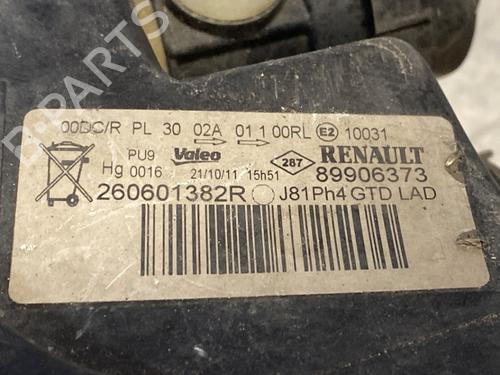 00DC/R PL 30 02A 01 1 00RL E2 10031
PU9 Valeo 287 RENAULT
Hg 0016 21/10/11 15h51 89906373
260601382R J81Ph4 GTD LAD
B-PARTS